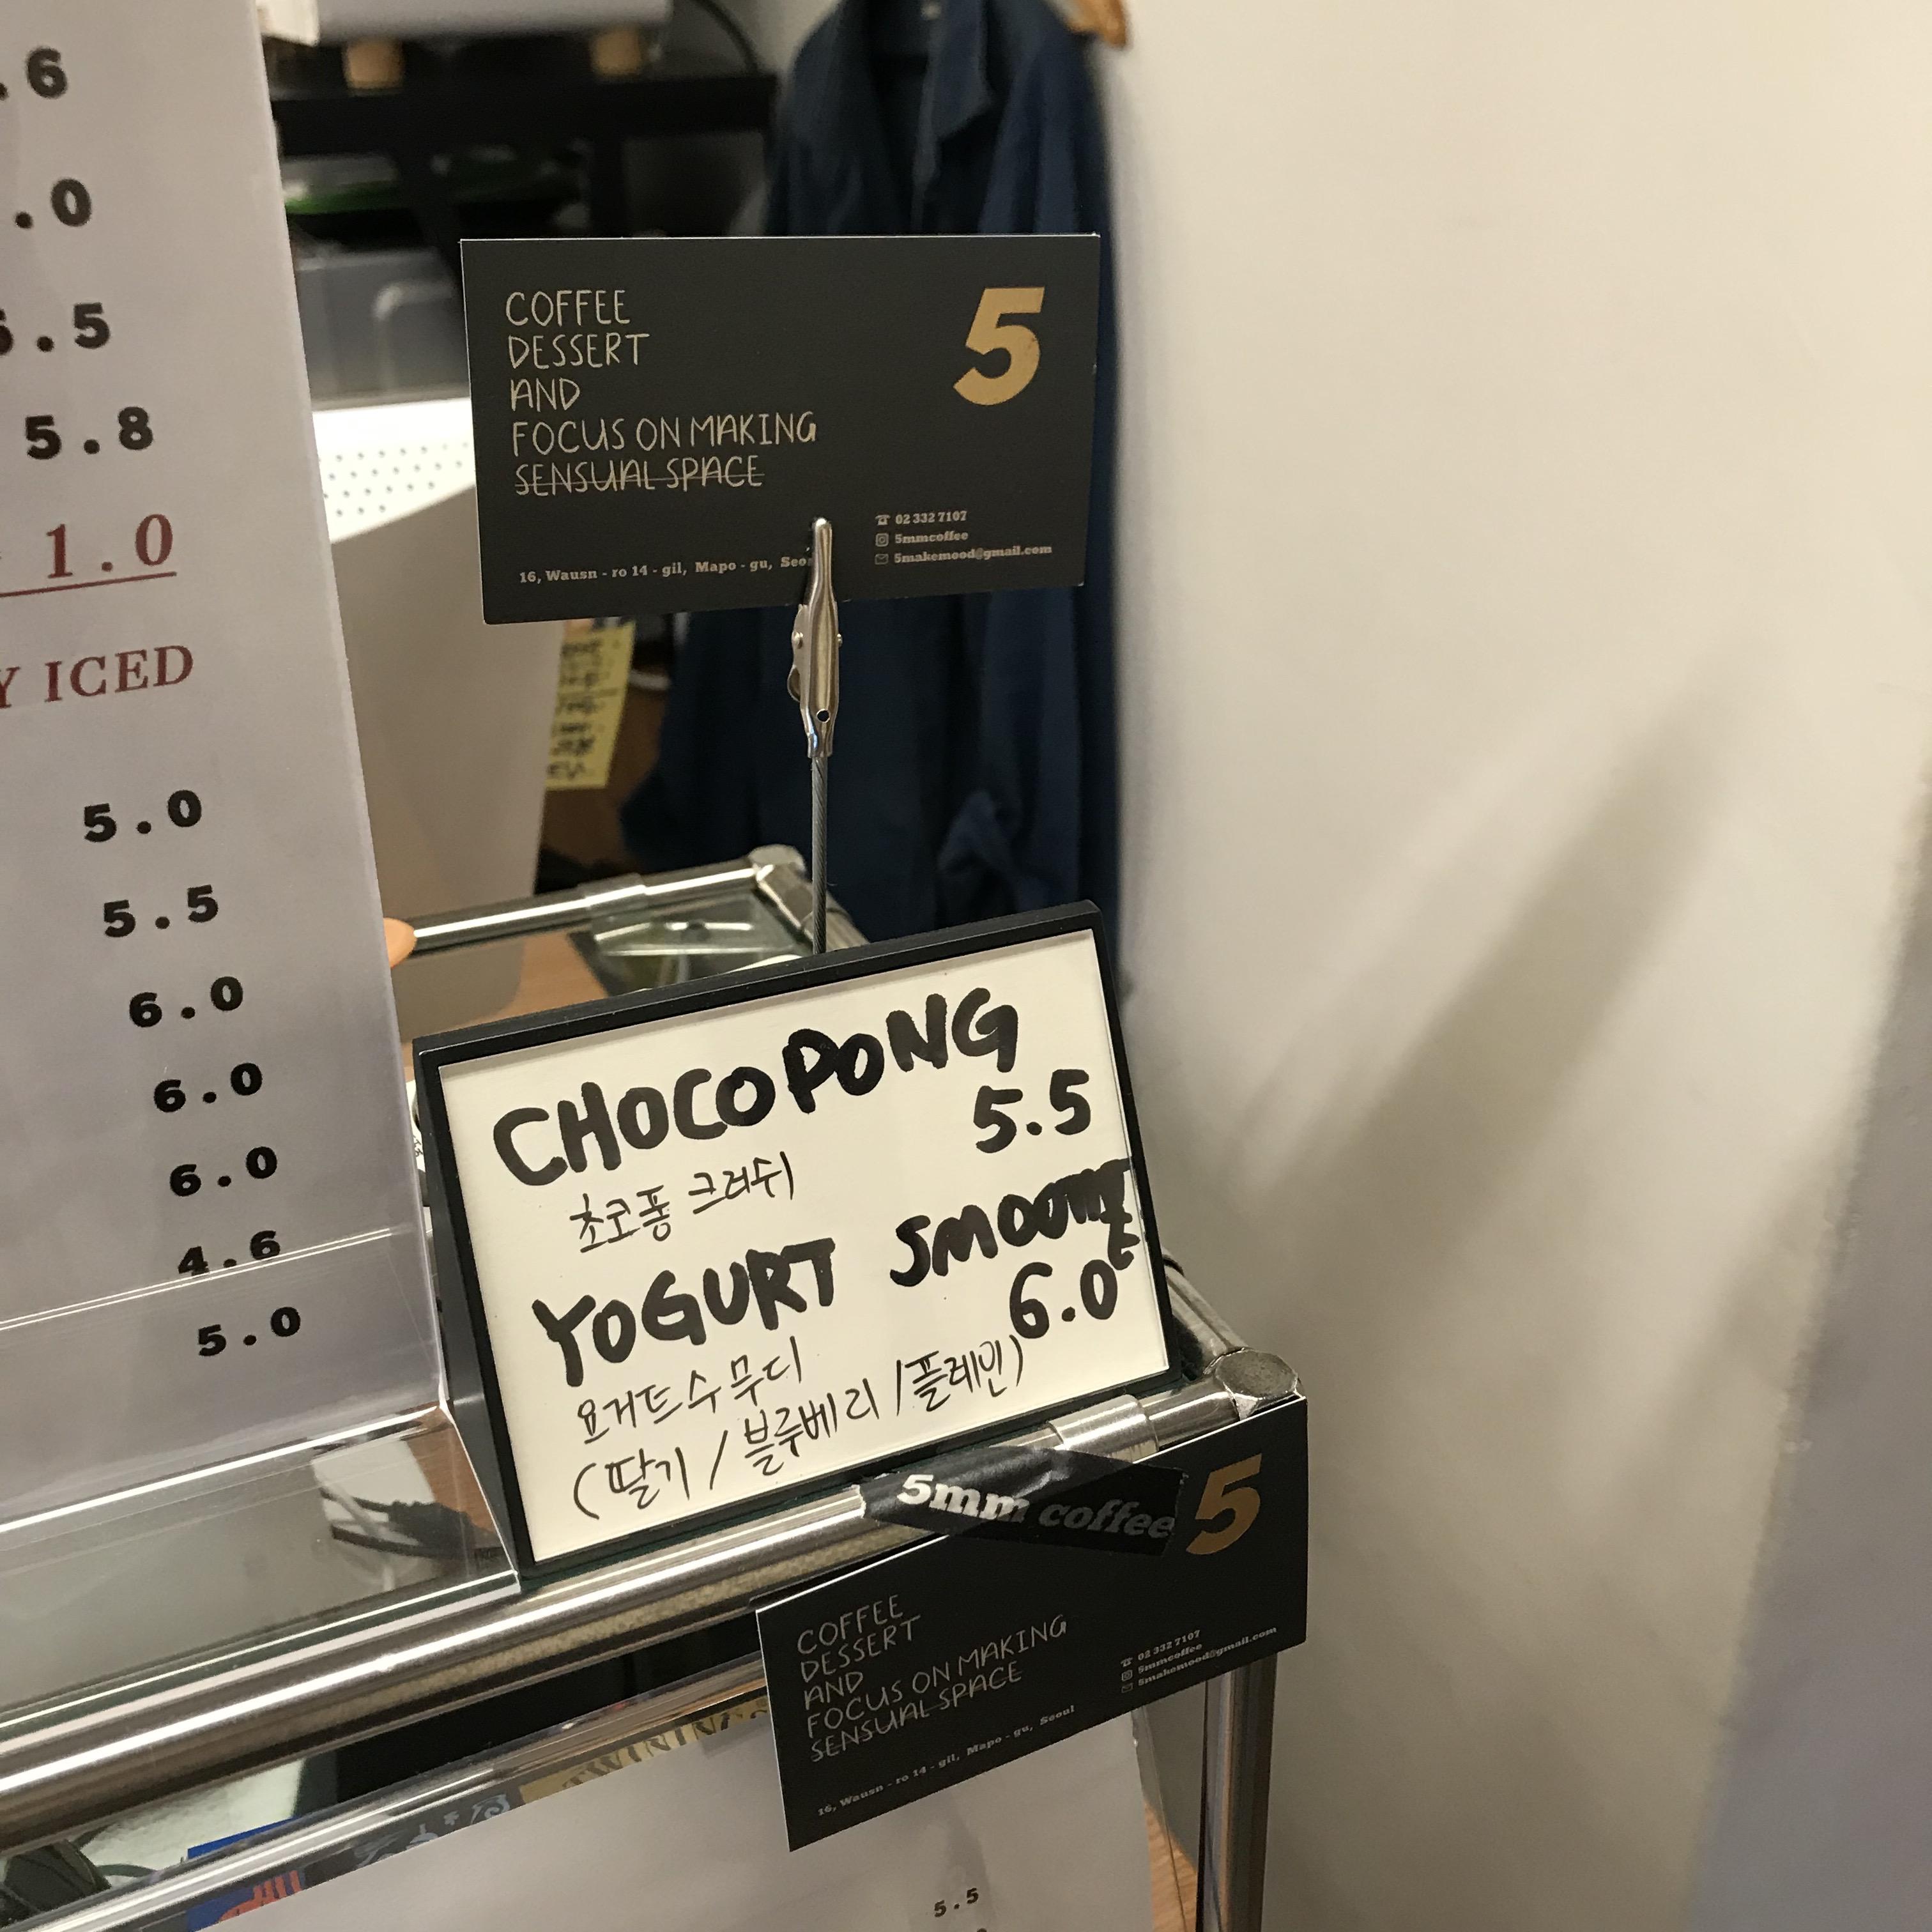 5.8
1.0
ICED
5.0
5.5
6.0
6.0
6.0
4.6
5.0
COFFEE
DESSERT
AND
FOCUS ON MAKING
SENSUAL SPACE
5
02 332 7107
5mmcoffee
5makemood@gmail.com
16, Wausn - ro 14 - gil, Mapo - gu,
CHOCOPONG
5.5
초코퐁 크러쉬
YOGURT
6.0
요거트스무디
(딸기/블루베리/플레인)
5mm coffee
5
COFFEE
DESSERT
AND
FOCUS ON MAKING
SENSUAL SPACE
02 332 7107
5mmcoffee
5makemood@gmail.com
16, Wausn - ro 14 - gil, Mapo - gu, Seoul
5.5